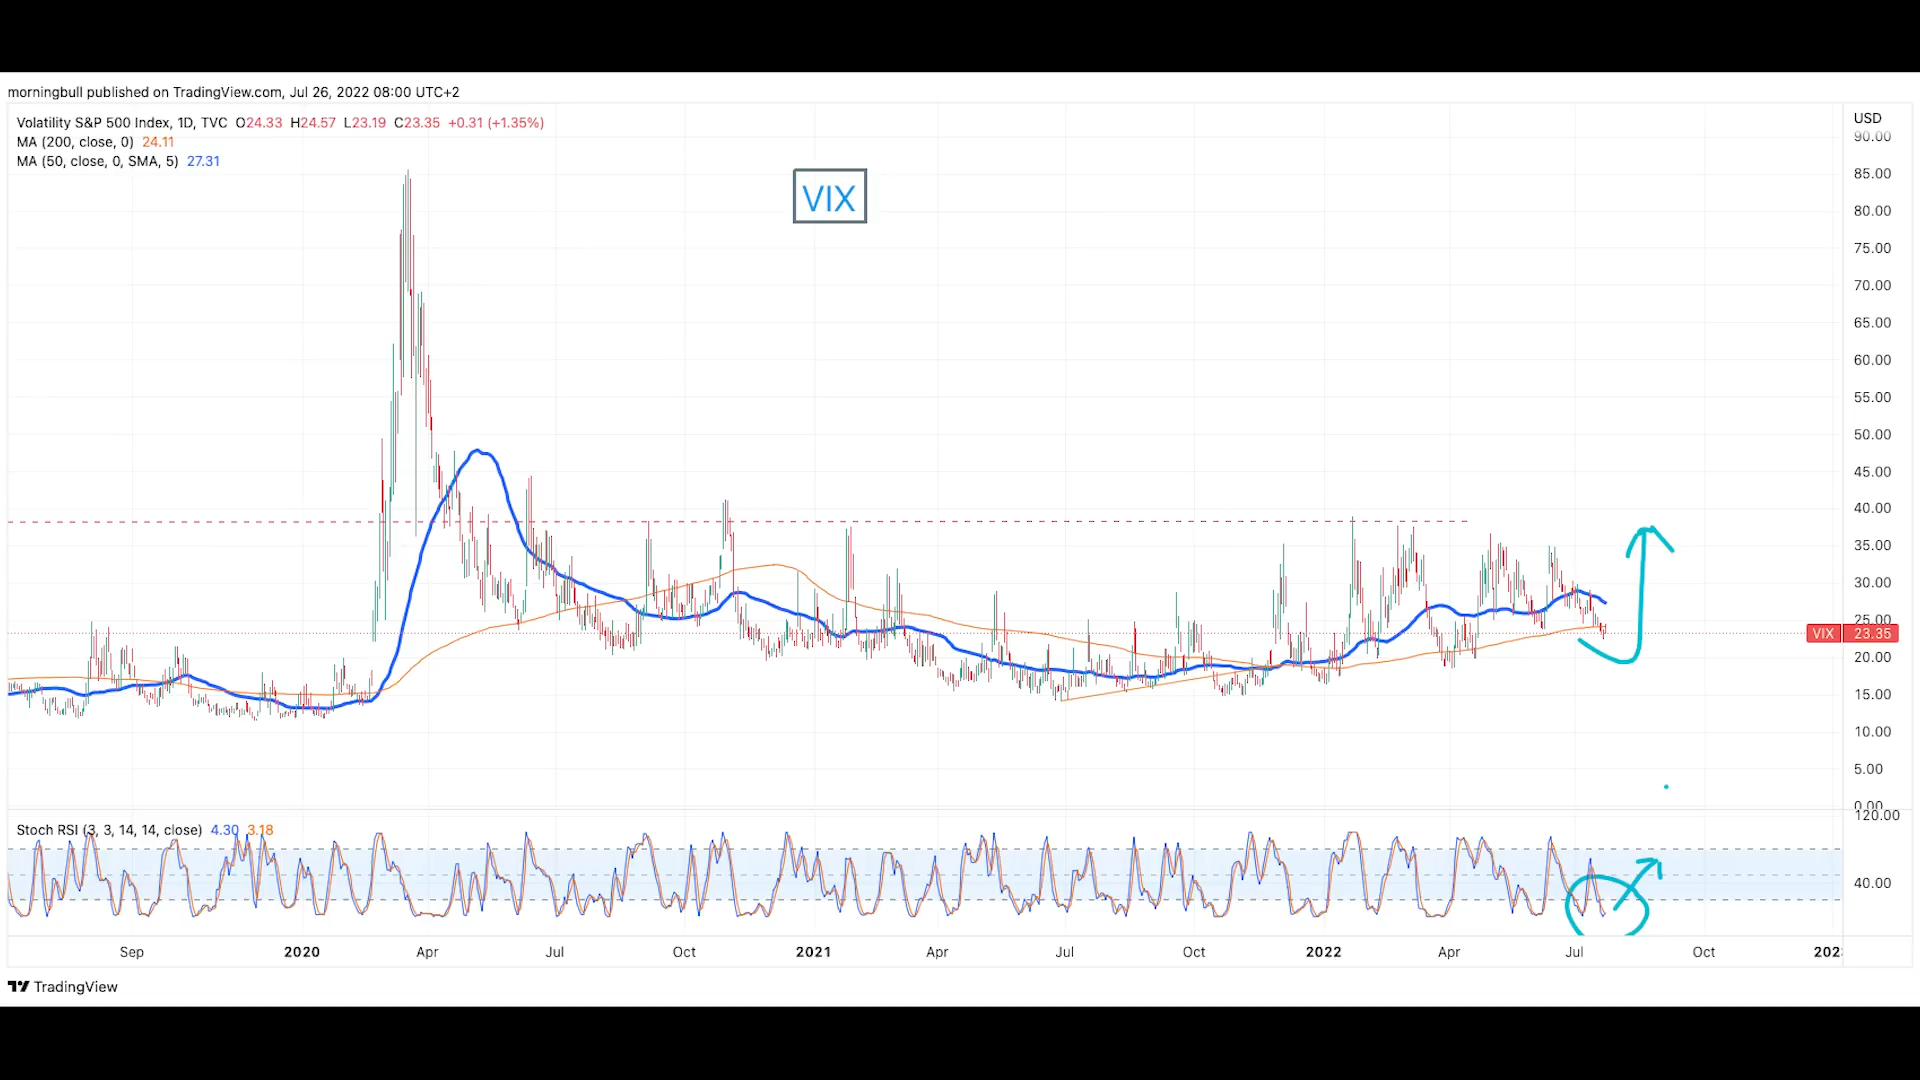 morningbull published on TradingView.com, Jul 26, 2022 08:00 UTC+2
Volatility S&P 500 Index, 1D, TVC O24.33 H24.57 L23.19 C23.35 +0.31 (+1.35%)
MA (200, close, 0) 24.11
MA (50, close, 0, SMA, 5) 27.31
VIX
USD
90.00
85.00
80.00
75.00
70.00
65.00
60.00
55.00
50.00
45.00
40.00
35.00
30.00
25.00
VIX 23.35
20.00
15.00
10.00
5.00
0.00
Stoch RSI (3, 3, 14, 14, close) 4.30 3.18
120.00
40.00
Sep 2020 Apr Jul Oct 2021 Apr Jul Oct 2022 Apr Jul Oct 202
TradingView